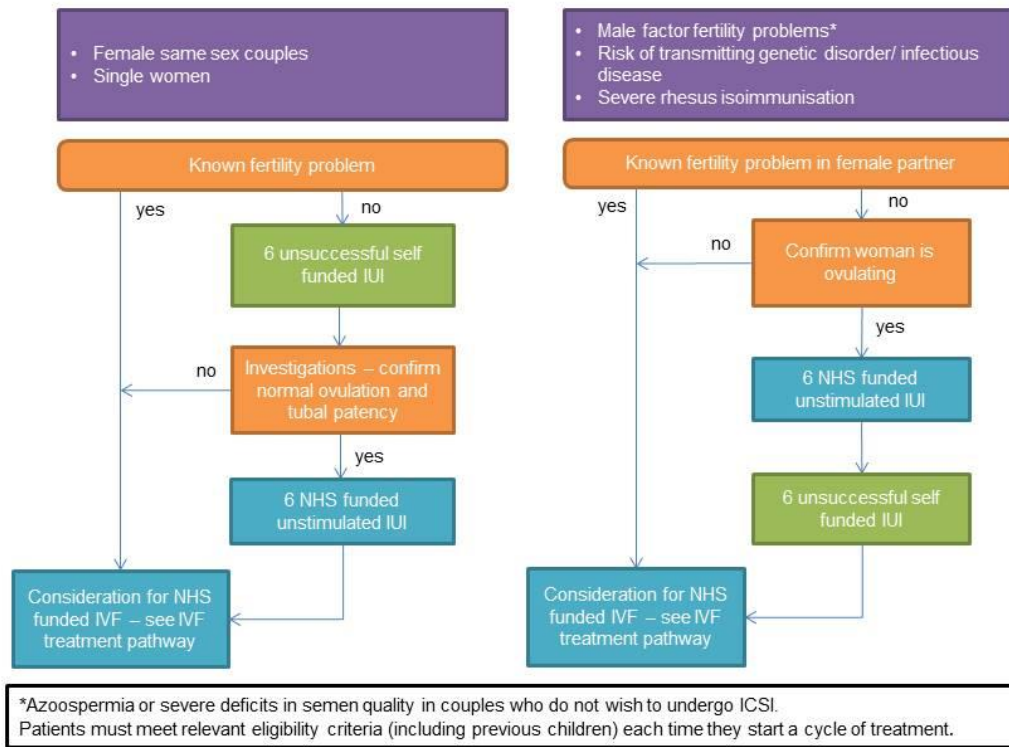 • Female same sex couples
• Single women
• Male factor fertility problems*
• Risk of transmitting genetic disorder/ infectious
disease
• Severe rhesus isoimmunisation
Known fertility problem
yes
no
6 unsuccessful self
funded IUI
no
Investigations – confirm
normal ovulation and
tubal patency
yes
6 NHS funded
unstimulated IUI
Consideration for NHS
funded IVF – see IVF
treatment pathway
Known fertility problem in female partner
yes
no
no
Confirm woman is
ovulating
yes
6 NHS funded
unstimulated IUI
6 unsuccessful self
funded IUI
Consideration for NHS
funded IVF – see IVF
treatment pathway
*Azoospermia or severe deficits in semen quality in couples who do not wish to undergo ICSI.
Patients must meet relevant eligibility criteria (including previous children) each time they start a cycle of treatment.